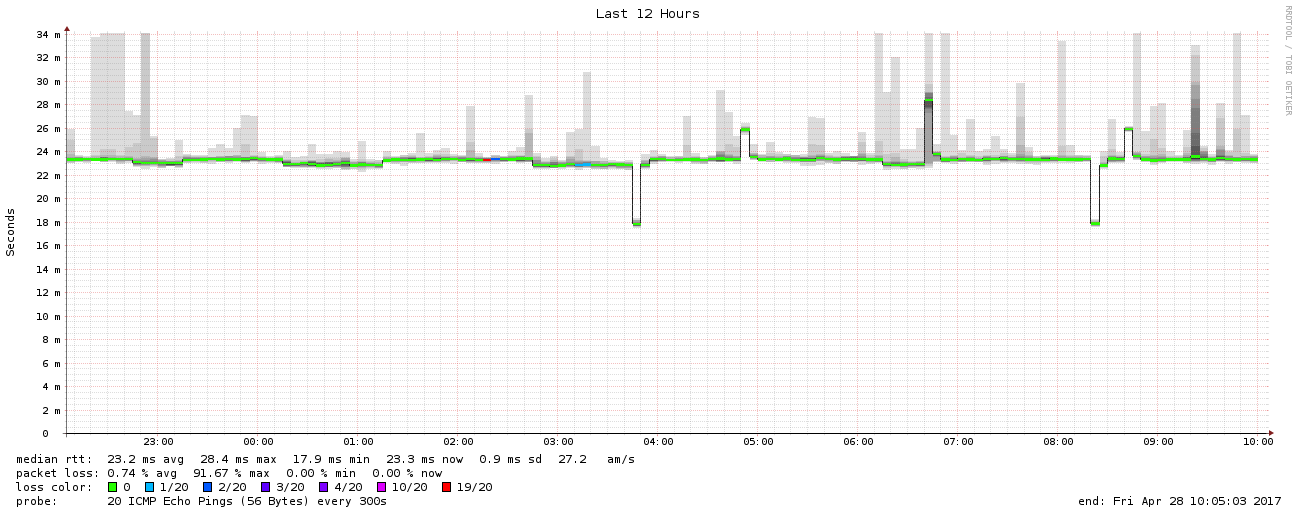 Last 12 Hours
RRDTOOL / TOBI OETIKER
34 m
32 m
30 m
28 m
26 m
24 m
22 m
20 m
18 m
16 m
14 m
12 m
10 m
8 m
6 m
4 m
2 m
0
Seconds
23:00 00:00 01:00 02:00 03:00 04:00 05:00 06:00 07:00 08:00 09:00 10:00
median rtt: 23.2 ms avg 28.4 ms max 17.9 ms min 23.3 ms now 0.9 ms sd 27.2 am/s
packet loss: 0.74 % avg 91.67 % max 0.00 % min 0.00 % now
loss color: 0 1/20 2/20 3/20 4/20 10/20 19/20
probe: 20 ICMP Echo Pings (56 Bytes) every 300s end: Fri Apr 28 10:05:03 2017